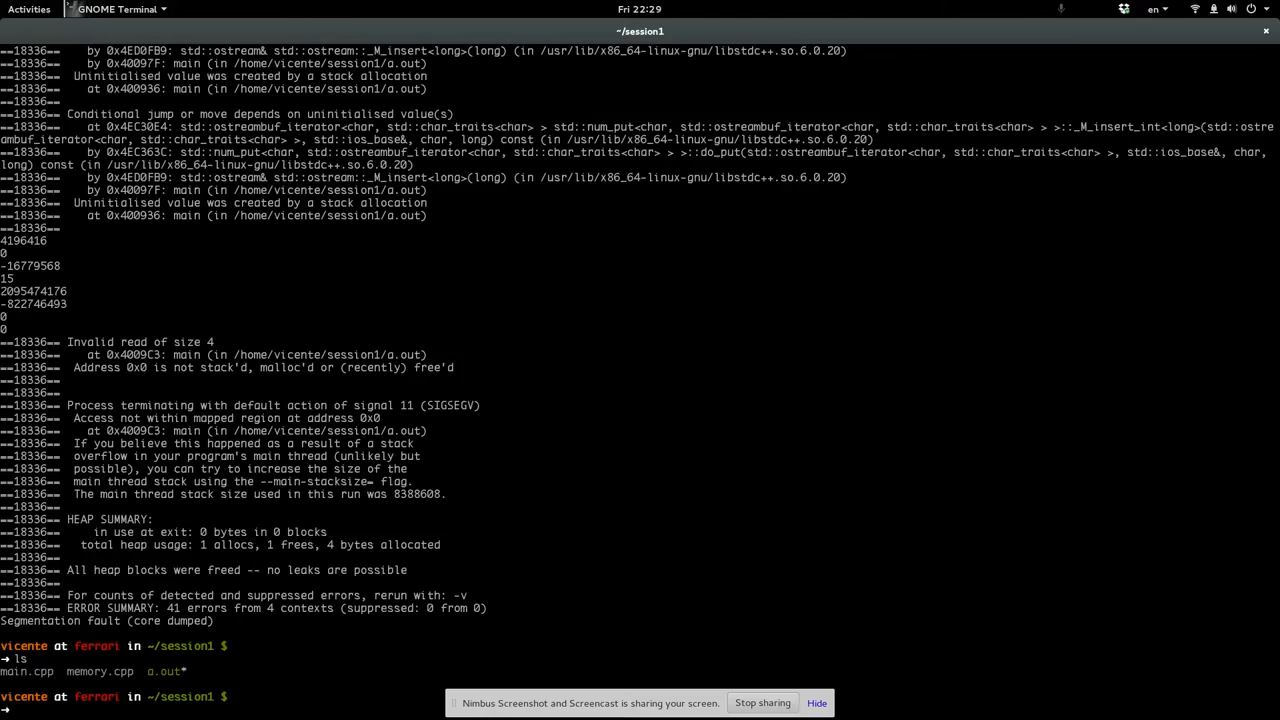 Activities GNOME Terminal Fri 22:29 en
~/session1
==18336==    by 0x4ED0FB9: std::ostream& std::ostream::_M_insert<long>(long) (in /usr/lib/x86_64-linux-gnu/libstdc++.so.6.0.20)
==18336==    by 0x40097F: main (in /home/vicente/session1/a.out)
==18336==  Uninitialised value was created by a stack allocation
==18336==    at 0x400936: main (in /home/vicente/session1/a.out)
==18336==
==18336== Conditional jump or move depends on uninitialised value(s)
==18336==    at 0x4EC30E4: std::ostreambuf_iterator<char, std::char_traits<char> > std::num_put<char, std::ostreambuf_iterator<char, std::char_traits<char> > >::_M_insert_int<long>(std::ostre
ambuf_iterator<char, std::char_traits<char> >, std::ios_base&, char, long) const (in /usr/lib/x86_64-linux-gnu/libstdc++.so.6.0.20)
==18336==    by 0x4EC363C: std::num_put<char, std::ostreambuf_iterator<char, std::char_traits<char> > >::do_put(std::ostreambuf_iterator<char, std::char_traits<char> >, std::ios_base&, char,
long) const (in /usr/lib/x86_64-linux-gnu/libstdc++.so.6.0.20)
==18336==    by 0x4ED0FB9: std::ostream& std::ostream::_M_insert<long>(long) (in /usr/lib/x86_64-linux-gnu/libstdc++.so.6.0.20)
==18336==    by 0x40097F: main (in /home/vicente/session1/a.out)
==18336==  Uninitialised value was created by a stack allocation
==18336==    at 0x400936: main (in /home/vicente/session1/a.out)
==18336==
4196416
0
-16779568
15
2095474176
-822746493
0
0
==18336== Invalid read of size 4
==18336==    at 0x4009C3: main (in /home/vicente/session1/a.out)
==18336==  Address 0x0 is not stack'd, malloc'd or (recently) free'd
==18336==
==18336==
==18336== Process terminating with default action of signal 11 (SIGSEGV)
==18336==  Access not within mapped region at address 0x0
==18336==    at 0x4009C3: main (in /home/vicente/session1/a.out)
==18336==  If you believe this happened as a result of a stack
==18336==  overflow in your program's main thread (unlikely but
==18336==  possible), you can try to increase the size of the
==18336==  main thread stack using the --main-stacksize= flag.
==18336==  The main thread stack size used in this run was 8388608.
==18336==
==18336== HEAP SUMMARY:
==18336==     in use at exit: 0 bytes in 0 blocks
==18336==   total heap usage: 1 allocs, 1 frees, 4 bytes allocated
==18336==
==18336== All heap blocks were freed -- no leaks are possible
==18336==
==18336== For counts of detected and suppressed errors, rerun with: -v
==18336== ERROR SUMMARY: 41 errors from 4 contexts (suppressed: 0 from 0)
Segmentation fault (core dumped)
vicente at ferrari in ~/session1 $
➜ ls
main.cpp  memory.cpp  a.out*
vicente at ferrari in ~/session1 $
➜
Nimbus Screenshot and Screencast is sharing your screen. Stop sharing Hide